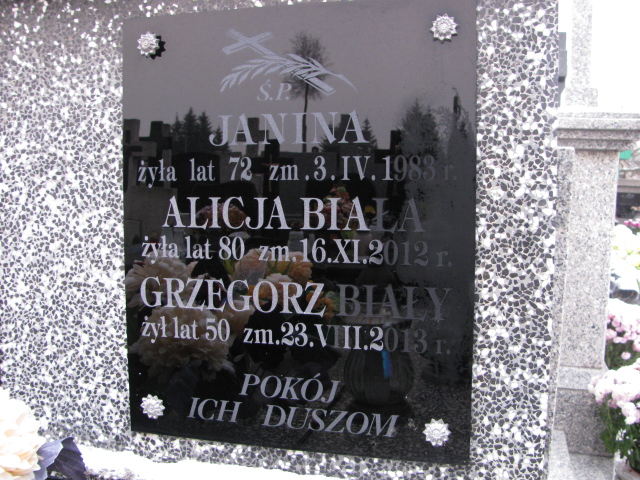 Ś.P.
JANINA
żyła lat 72 zm. 3. IV. 1983 r.
ALICJA BIAŁA
żyła lat 80 zm. 16. XI. 2012 r.
GRZEGORZ BIAŁY
żył lat 50 zm. 23. VIII. 2013 r.
POKÓJ
ICH DUSZOM